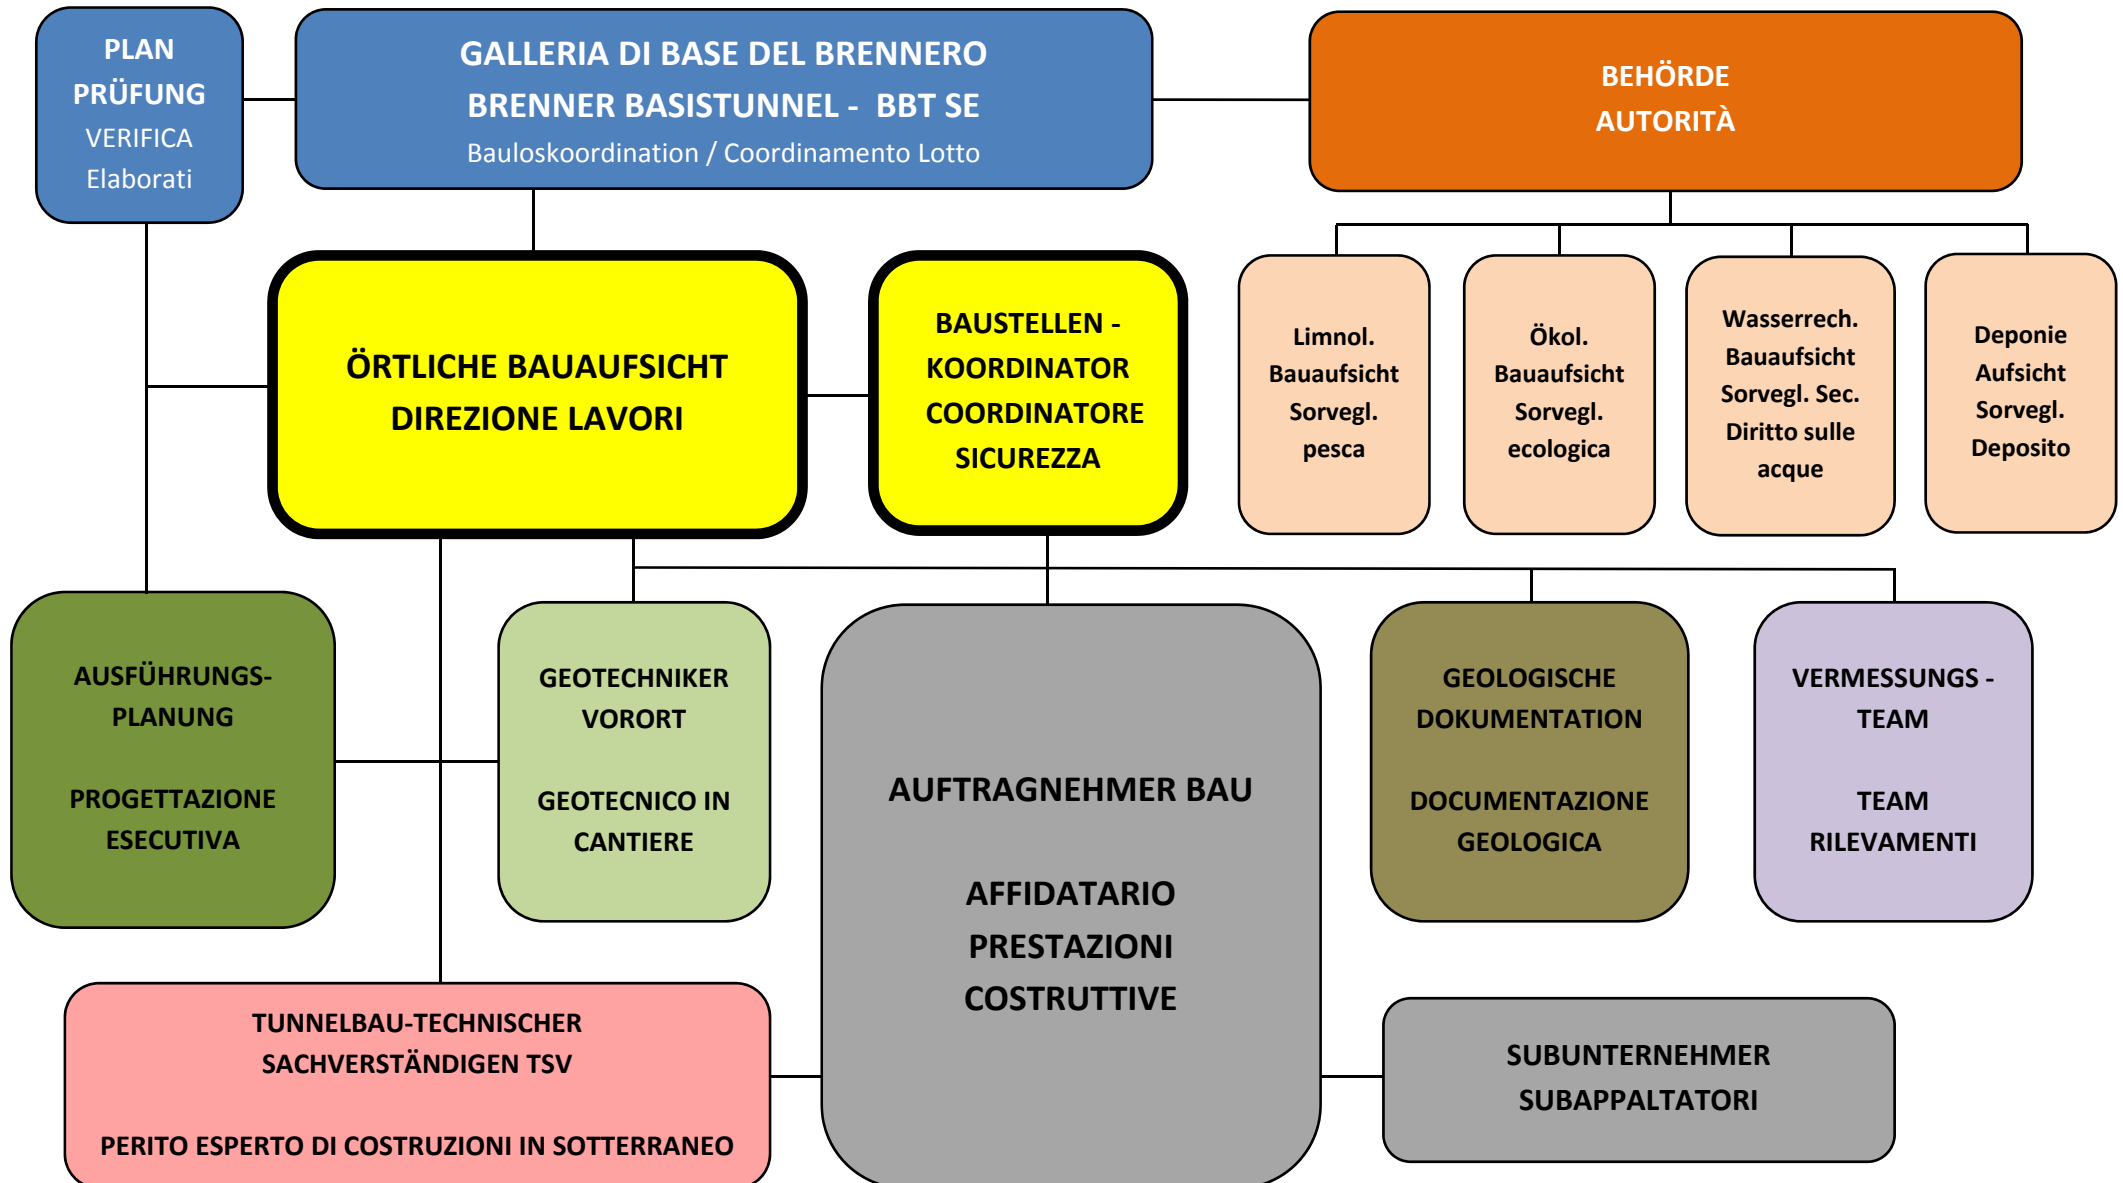 PLAN
PRÜFUNG
VERIFICA
Elaborati
GALLERIA DI BASE DEL BRENNERO
BRENNER BASISTUNNEL - BBT SE
Bauloskoordination / Coordinamento Lotto
BEHÖRDE
AUTORITÀ
ÖRTLICHE BAUAUFSICHT
DIREZIONE LAVORI
BAUSTELLEN -
KOORDINATOR
COORDINATORE
SICUREZZA
Limnol.
Bauaufsicht
Sorvegl.
pesca
Ökol.
Bauaufsicht
Sorvegl.
ecologica
Wasserrech.
Bauaufsicht
Sorvegl. Sec.
Diritto sulle
acque
Deponie
Aufsicht
Sorvegl.
Deposito
AUSFÜHRUNGS-
PLANUNG
PROGETTAZIONE
ESECUTIVA
GEOTECHNIKER
VORORT
GEOTECNICO IN
CANTIERE
AUFTRAGNEHMER BAU
AFFIDATARIO
PRESTAZIONI
COSTRUTTIVE
GEOLOGISCHE
DOKUMENTATION
DOCUMENTAZIONE
GEOLOGICA
VERMESSUNGS -
TEAM
TEAM
RILEVAMENTI
TUNNELBAU-TECHNISCHER
SACHVERSTÄNDIGEN TSV
PERITO ESPERTO DI COSTRUZIONI IN SOTTERRANEO
SUBUNTERNEHMER
SUBAPPALTATORI